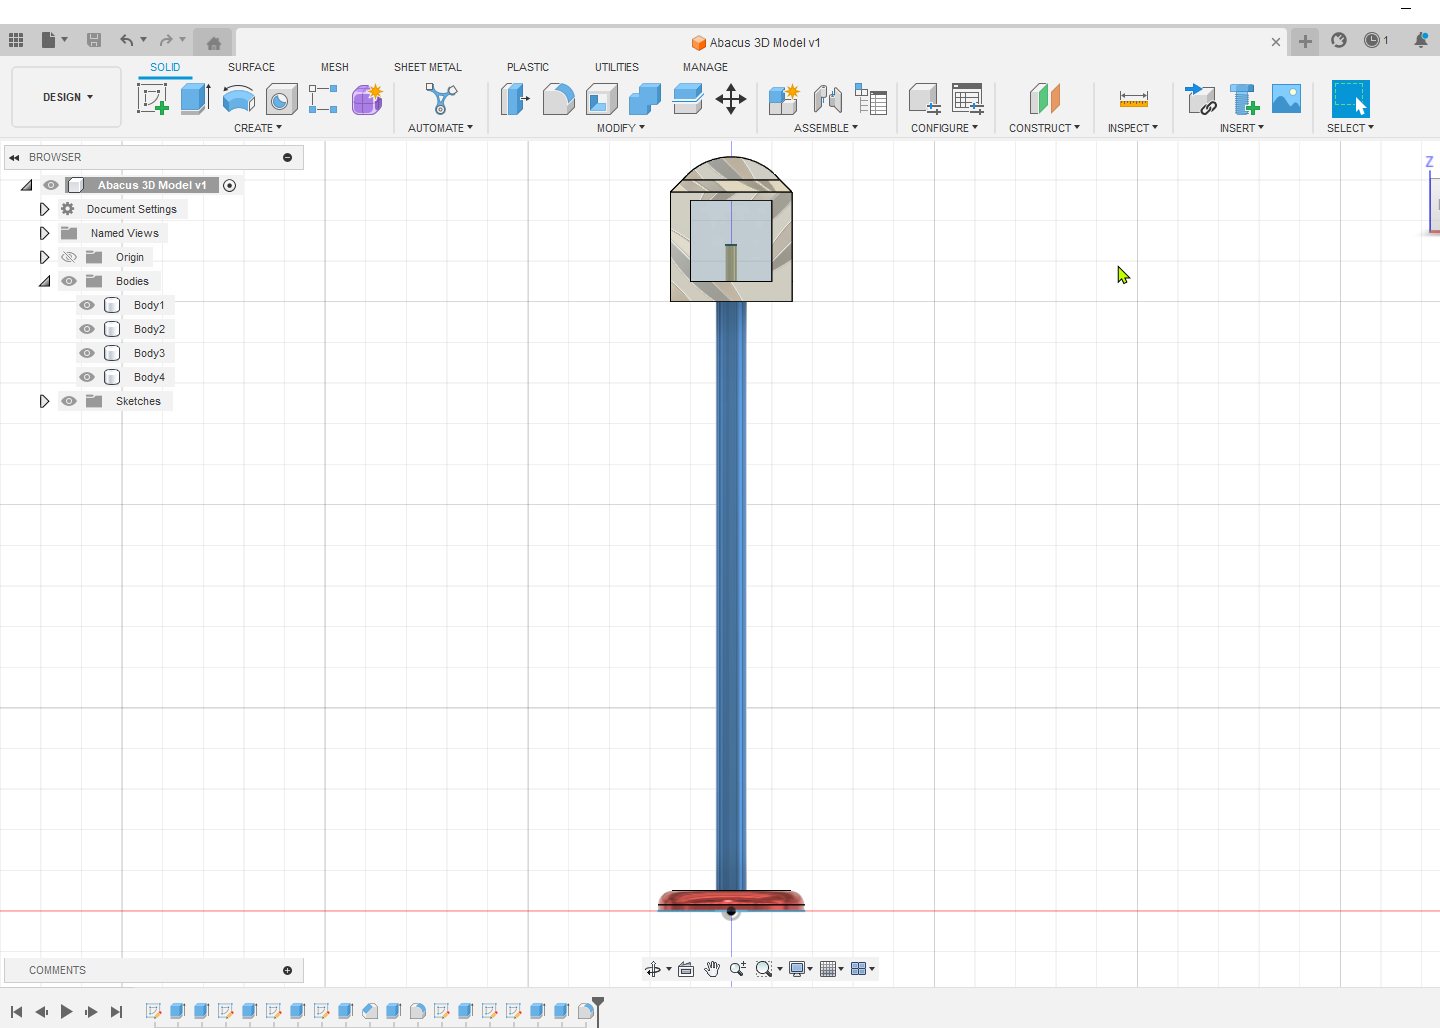 Abacus 3D Model v1
1
SOLID SURFACE MESH SHEET METAL PLASTIC UTILITIES MANAGE
DESIGN
CREATE AUTOMATE MODIFY ASSEMBLE CONFIGURE CONSTRUCT INSPECT INSERT SELECT
BROWSER
Abacus 3D Model v1
Document Settings
Named Views
Origin
Bodies
Body1
Body2
Body3
Body4
Sketches
Z
COMMENTS